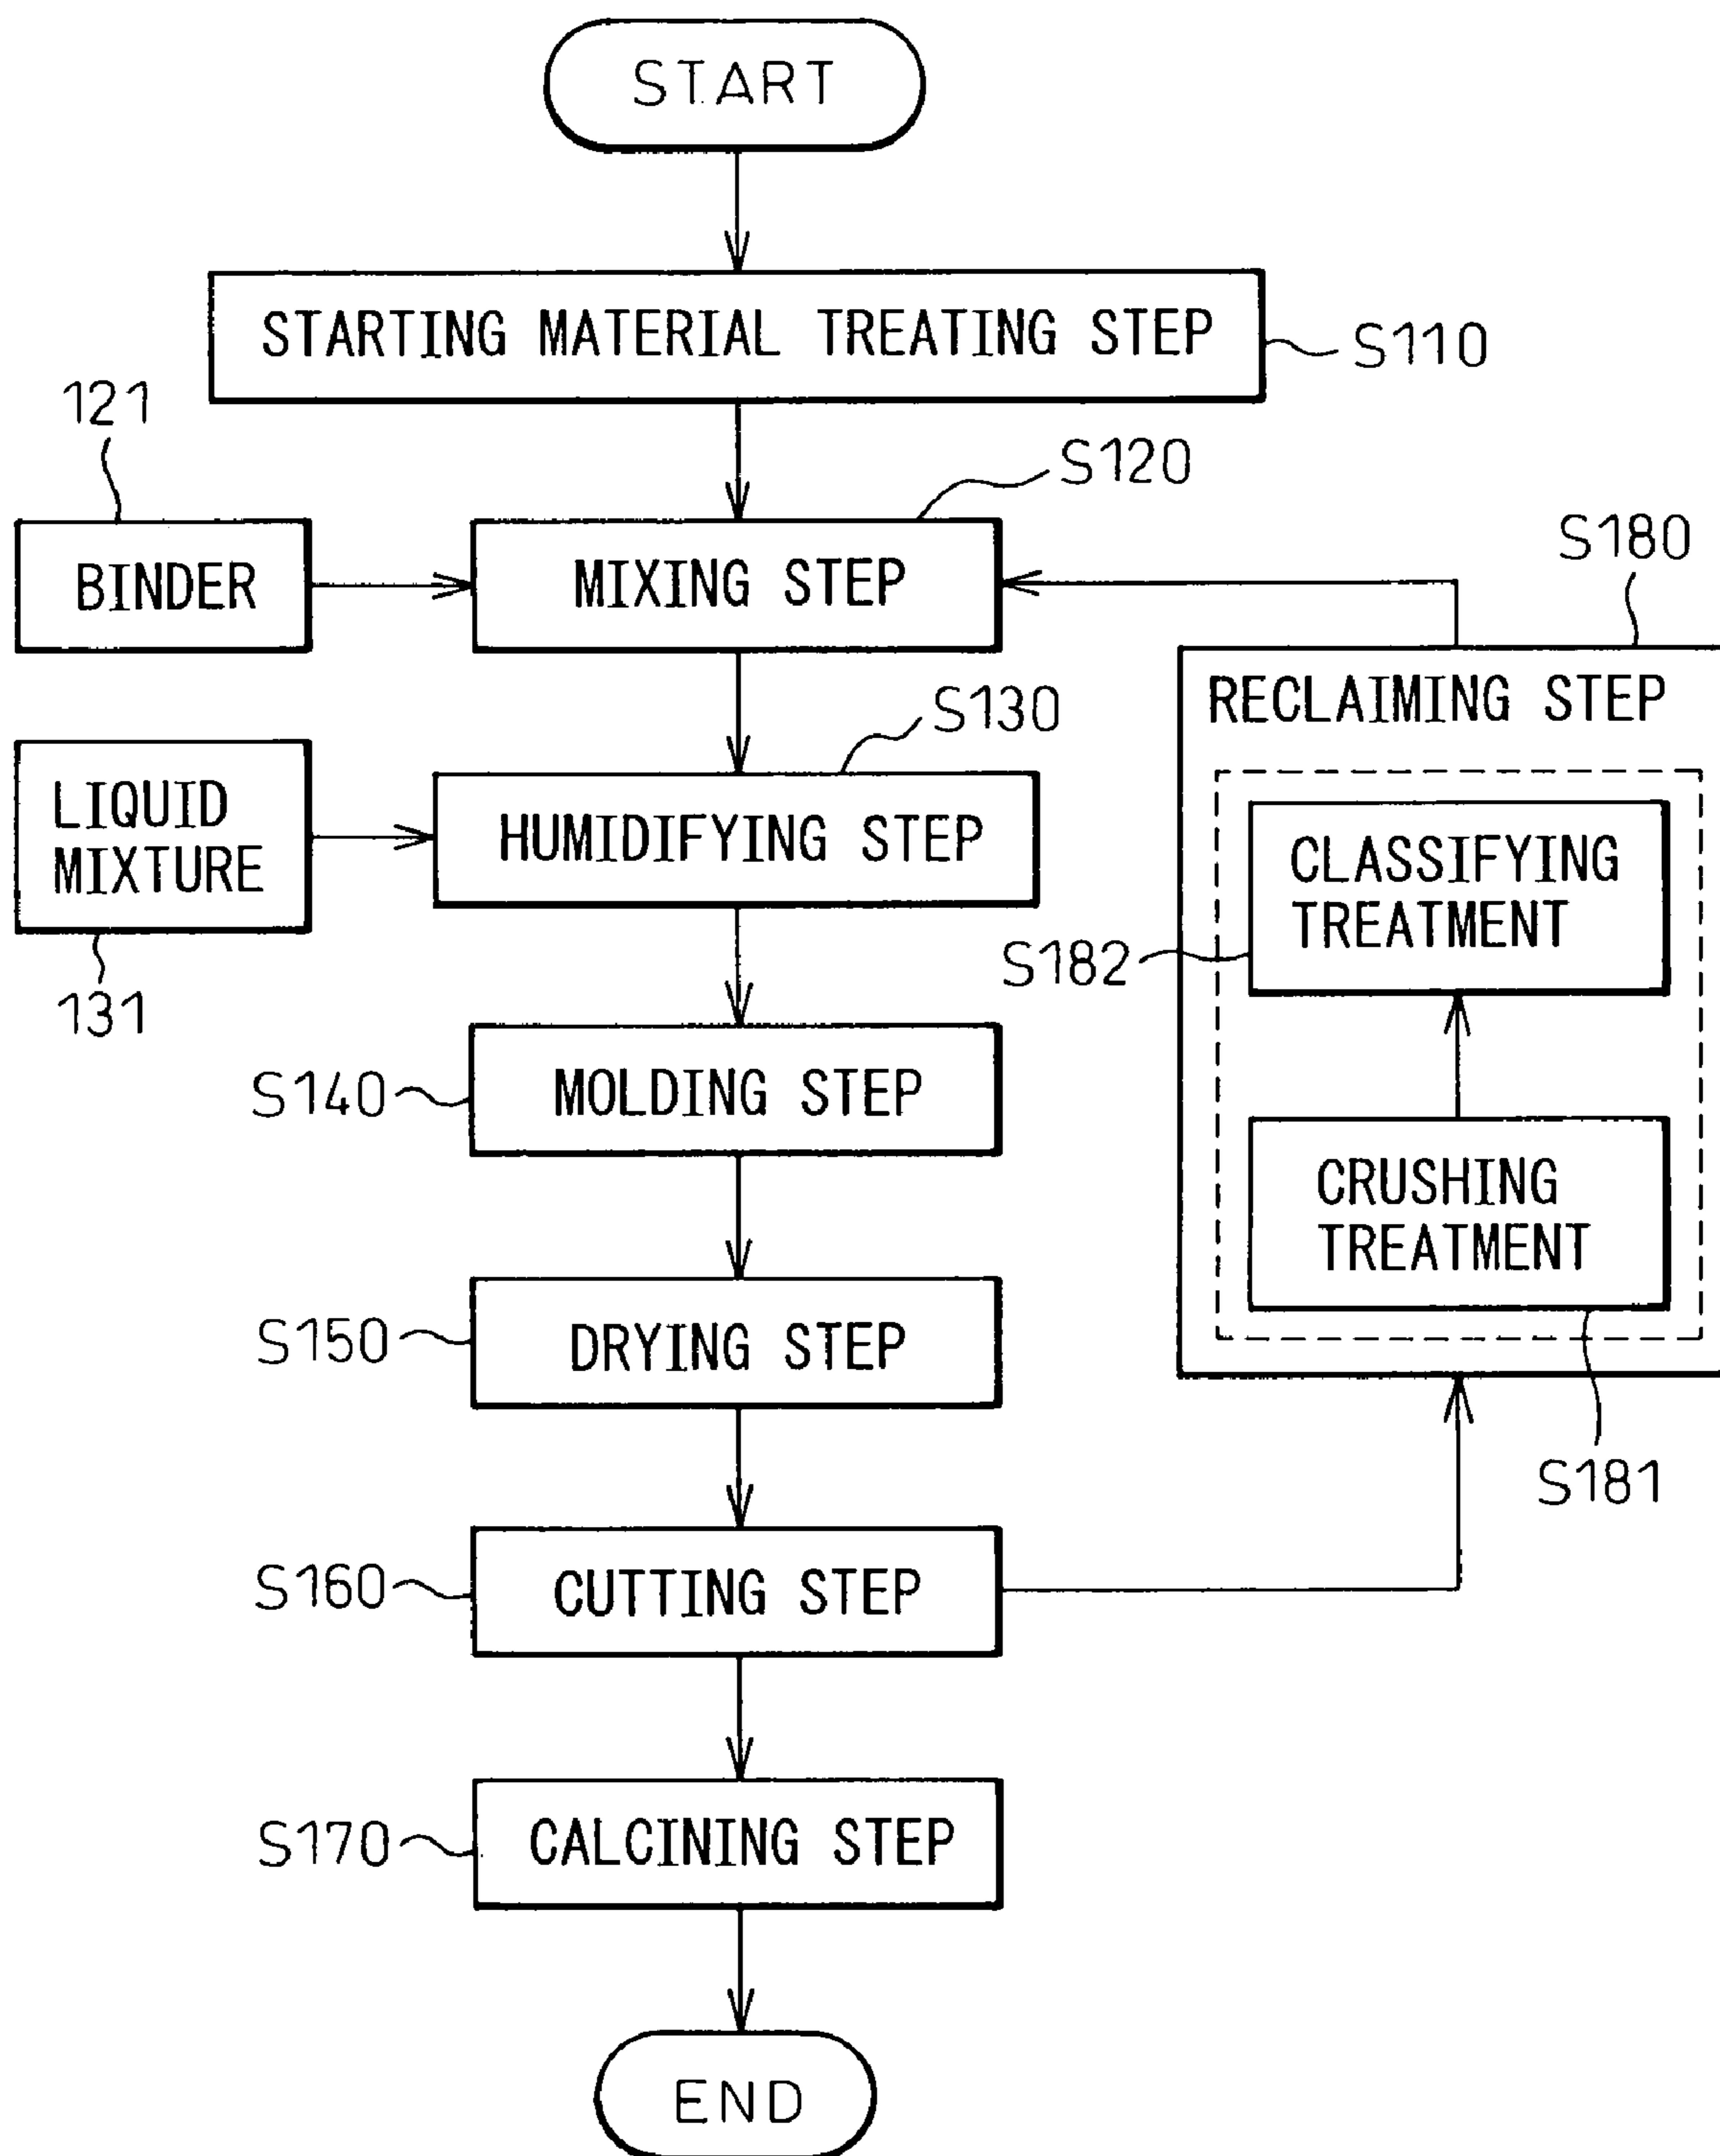 START
STARTING MATERIAL TREATING STEP
S110
121
S120
BINDER
MIXING STEP
S180
RECLAIMING STEP
S130
LIQUID
MIXTURE
HUMIDIFYING STEP
CLASSIFYING
TREATMENT
S182
131
S140
MOLDING STEP
CRUSHING
TREATMENT
S150
DRYING STEP
S181
S160
CUTTING STEP
S170
CALCINING STEP
END